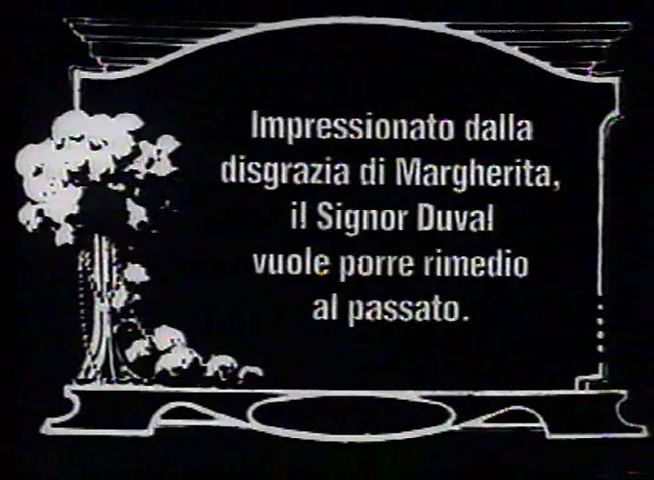 Impressionato dalla
disgrazia di Margherita,
il Signor Duval
vuole porre rimedio
al passato.